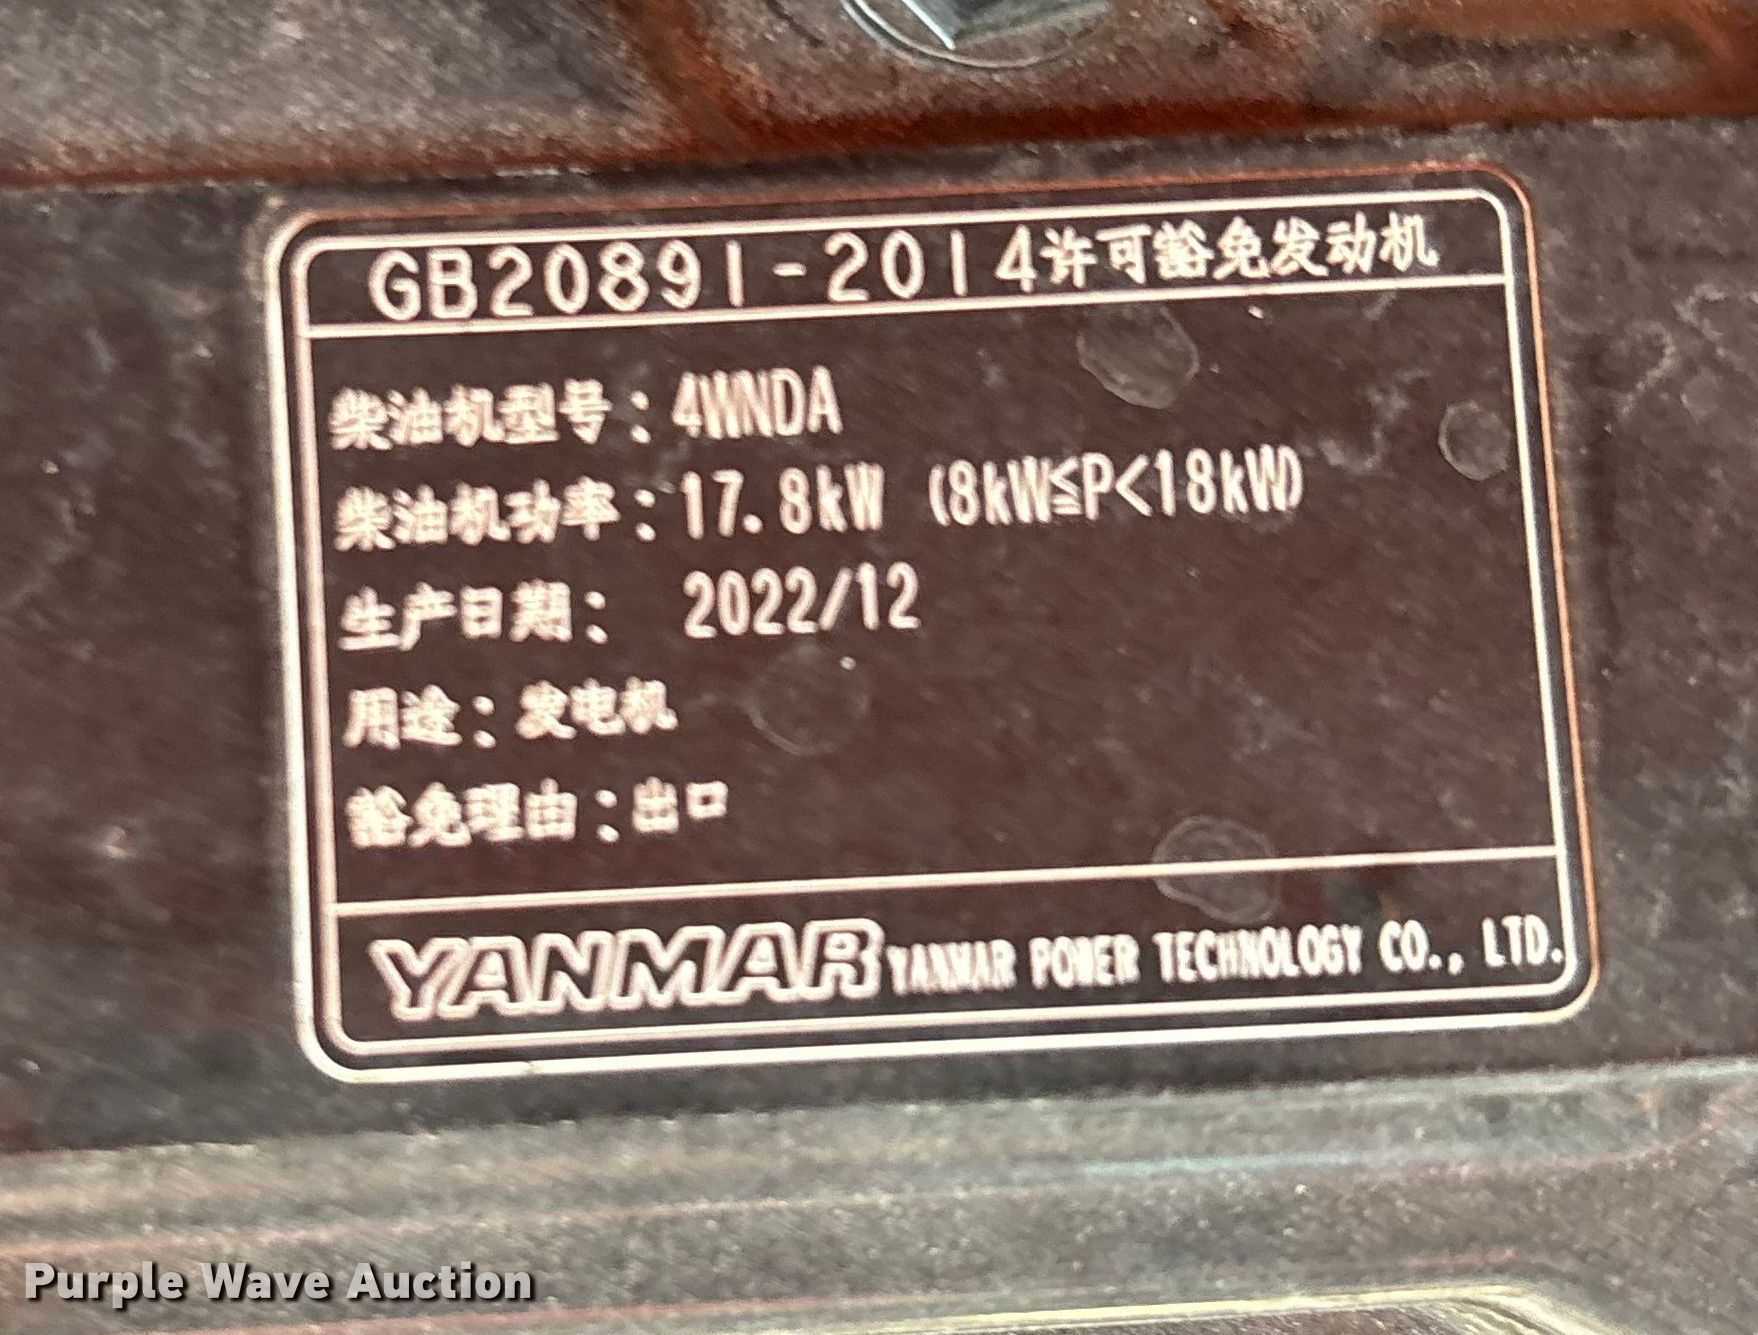 GB20891-2014许可豁免发动机
柴油机型号：4WNDA
柴油机功率：17.8kW (8kW≦P<18kW)
生产日期： 2022/12
用途：发电机
豁免理由：出口
YANMAR YANMAR POWER TECHNOLOGY CO., LTD.
Purple Wave Auction